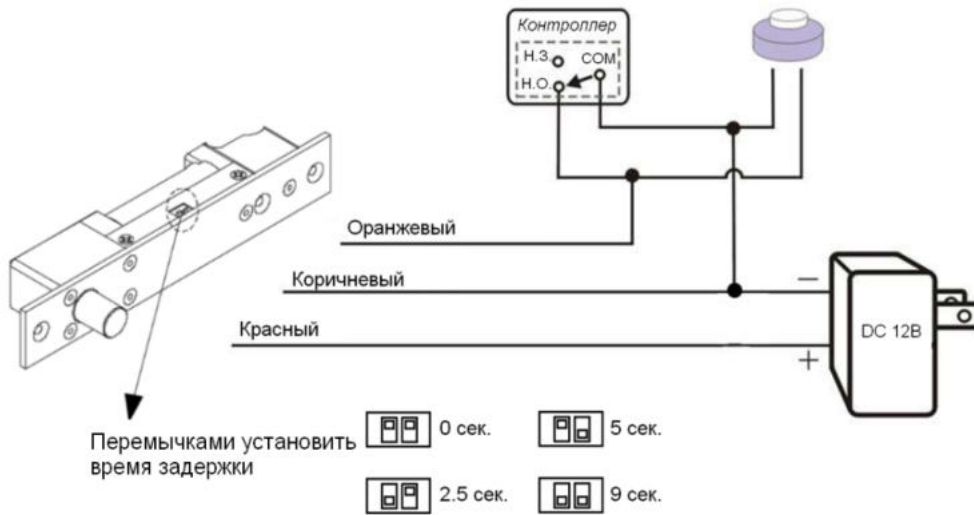 Контроллер
Н.З.
COM
Н.О.
Оранжевый
Коричневый
−
Красный
DC 12В
+
Перемычками установить
время задержки
0 сек.
5 сек.
2.5 сек.
9 сек.